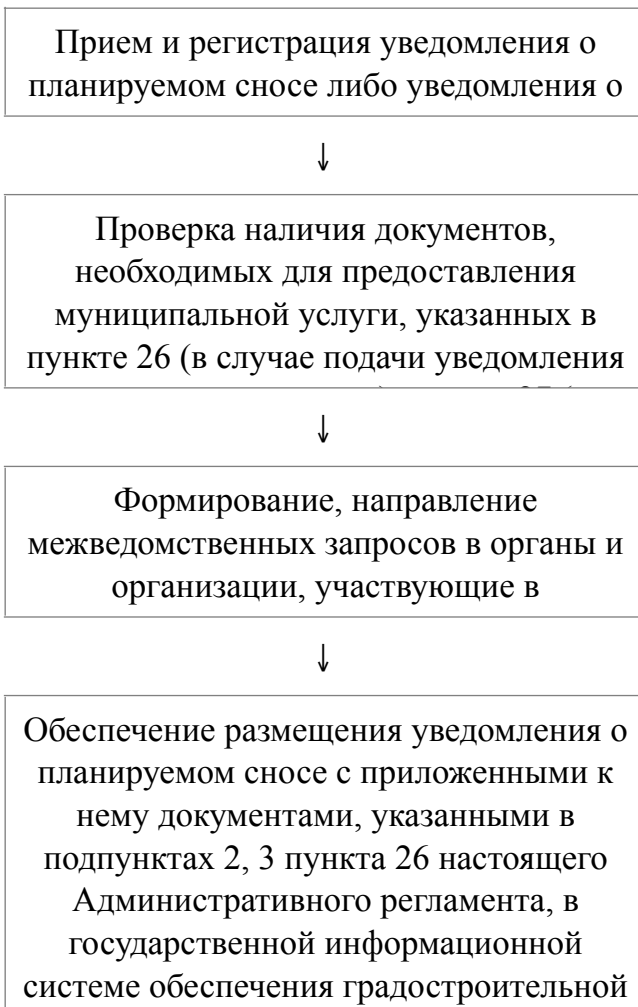 Прием и регистрация уведомления о
планируемом сносе либо уведомления о
↓
Проверка наличия документов,
необходимых для предоставления
муниципальной услуги, указанных в
пункте 26 (в случае подачи уведомления
↓
Формирование, направление
межведомственных запросов в органы и
организации, участвующие в
↓
Обеспечение размещения уведомления о
планируемом сносе с приложенными к
нему документами, указанными в
подпунктах 2, 3 пункта 26 настоящего
Административного регламента, в
государственной информационной
системе обеспечения градостроительной